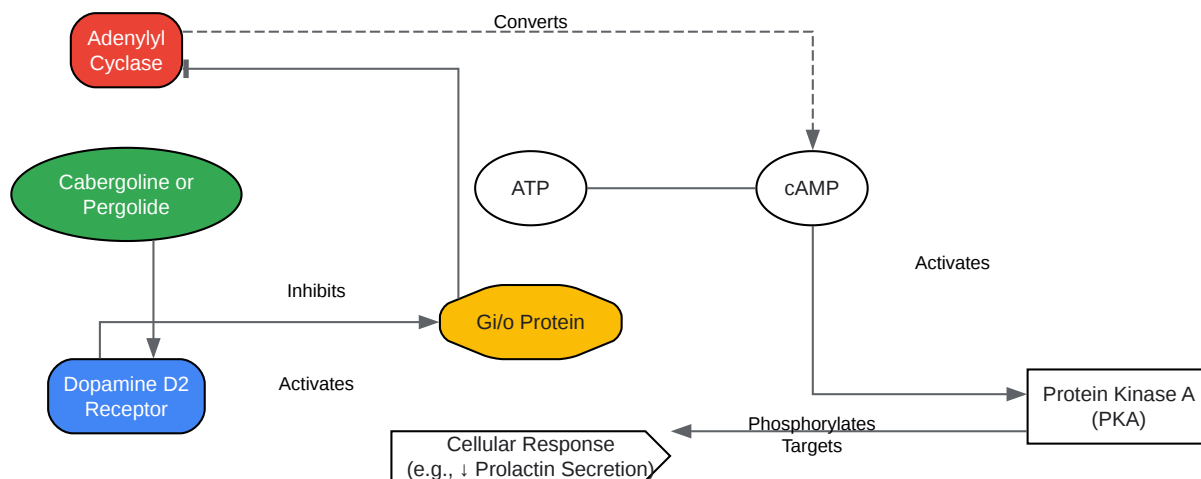 Converts
Adenylyl
Cyclase
Cabergoline or
Pergolide
ATP
cAMP
Activates
Inhibits
Gi/o Protein
Dopamine D2
Receptor
Activates
Protein Kinase A
(PKA)
Phosphorylates
Targets
Cellular Response
(e.g., ↓ Prolactin Secretion)